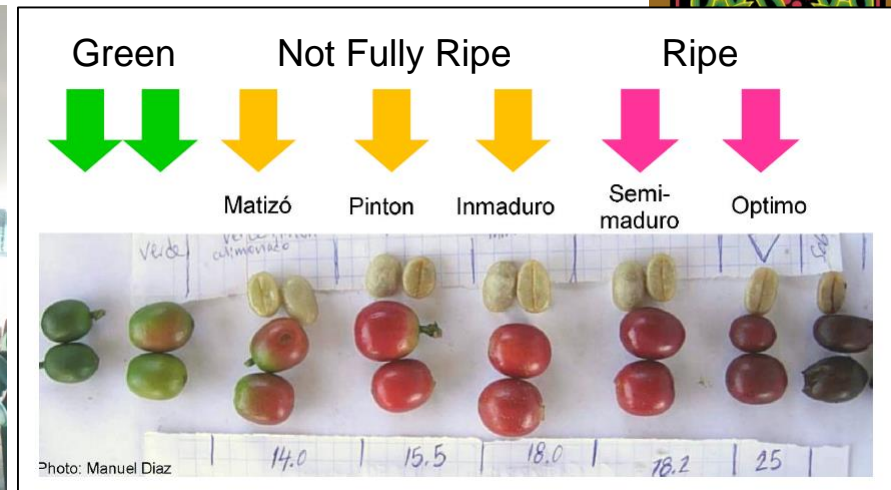 Green Not Fully Ripe Ripe
Matizó Pinton Inmaduro Semi-
maduro Optimo
Verde
alimonado
14.0 15.5 18.0 18.2 25
Photo: Manuel Diaz